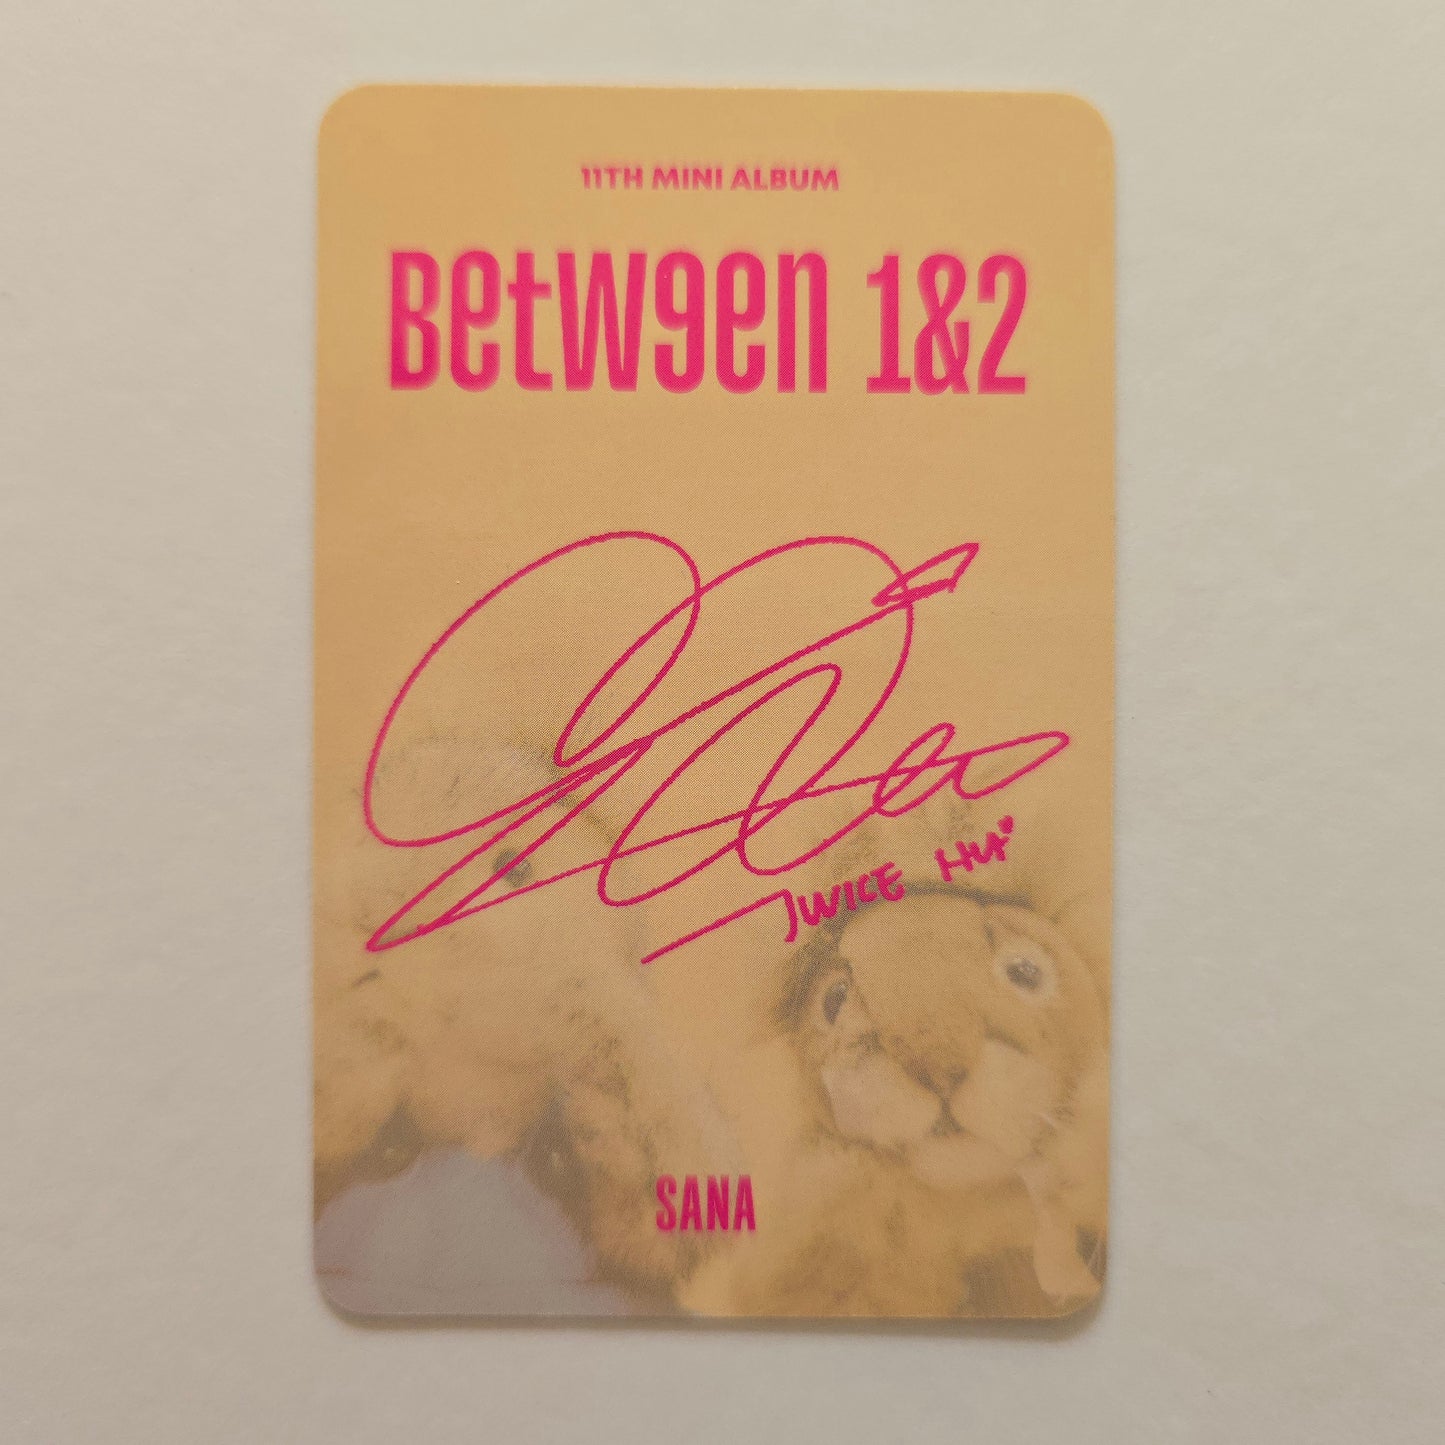 11TH MINI ALBUM
BetW9en 1&2
TWICE
SANA